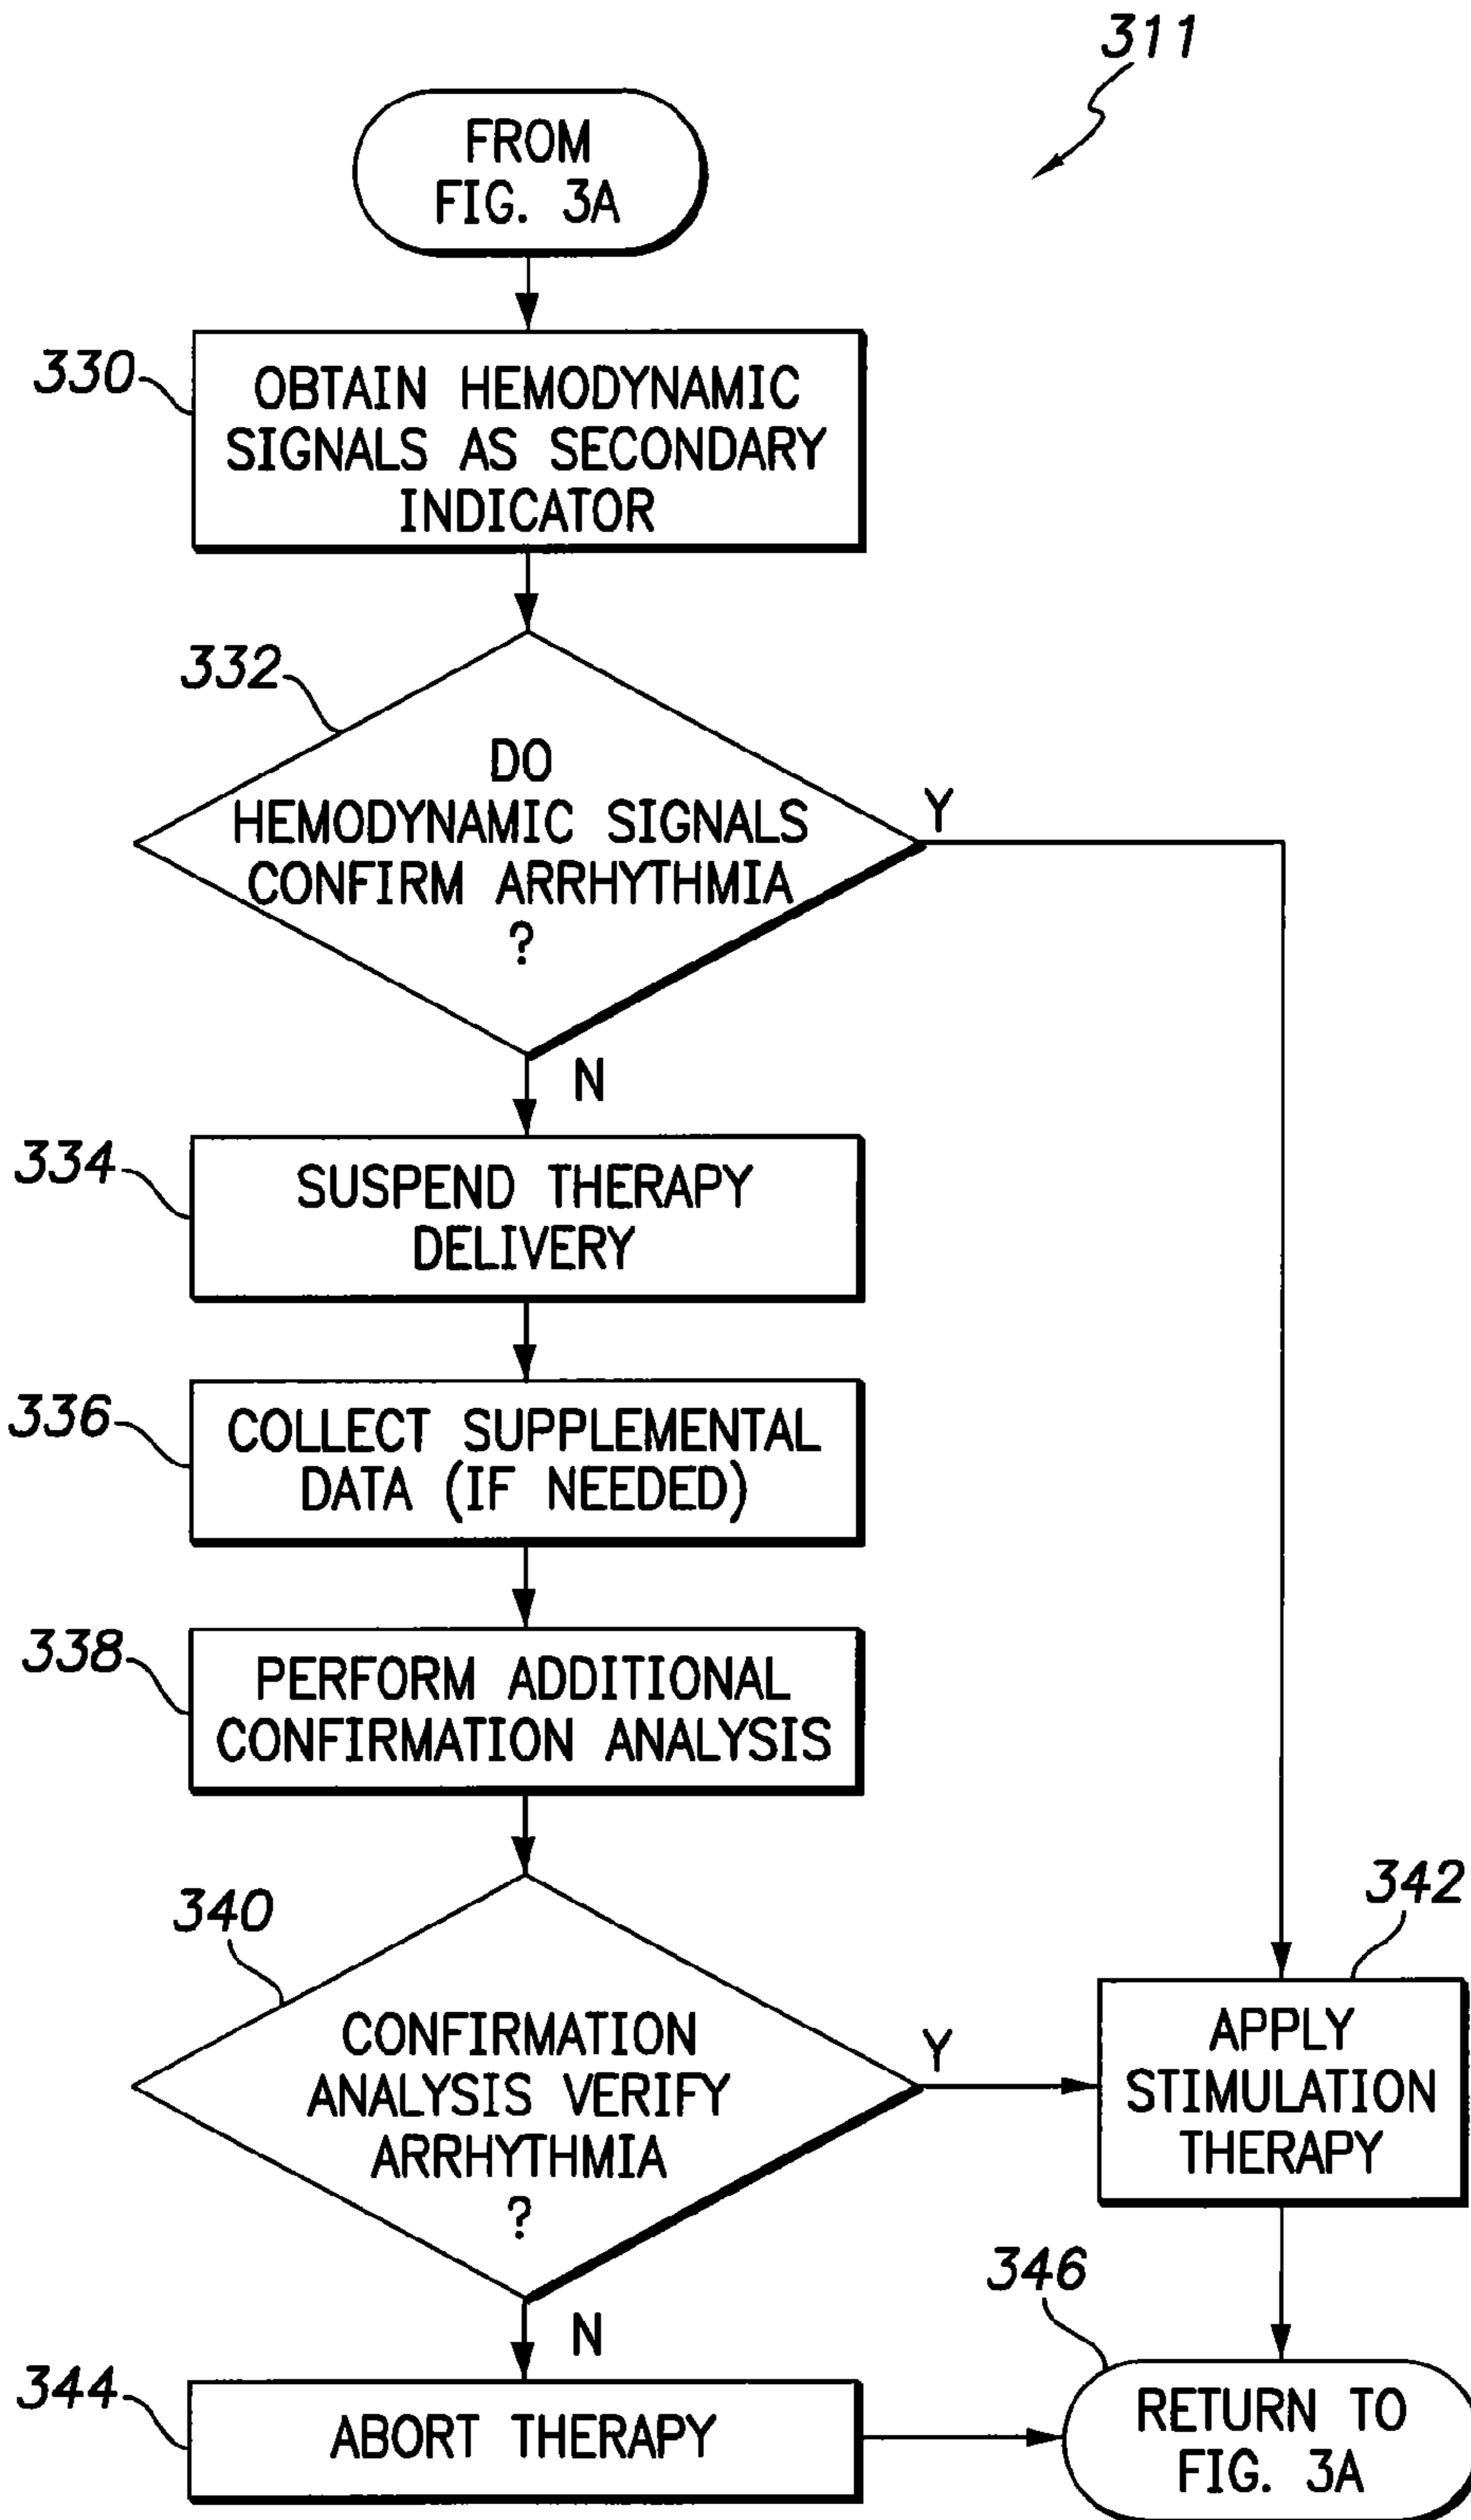 311
FROM
FIG. 3A
330
OBTAIN HEMODYNAMIC
SIGNALS AS SECONDARY
INDICATOR
332
DO
HEMODYNAMIC SIGNALS
CONFIRM ARRHYTHMIA
?
Y
N
334
SUSPEND THERAPY
DELIVERY
336
COLLECT SUPPLEMENTAL
DATA (IF NEEDED)
338
PERFORM ADDITIONAL
CONFIRMATION ANALYSIS
340
CONFIRMATION
ANALYSIS VERIFY
ARRHYTHMIA
?
Y
N
342
APPLY
STIMULATION
THERAPY
344
ABORT THERAPY
346
RETURN TO
FIG. 3A